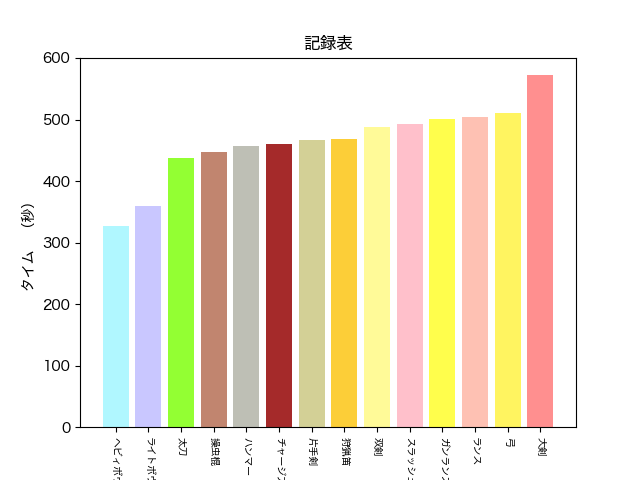 記録表
タイム （秒）
600
500
400
300
200
100
0
ヘビィボウ
ライトボウ
太刀
操虫棍
ハンマー
チャージア
片手剣
狩猟笛
双剣
スラッシュ
ガンランス
ランス
弓
大剣